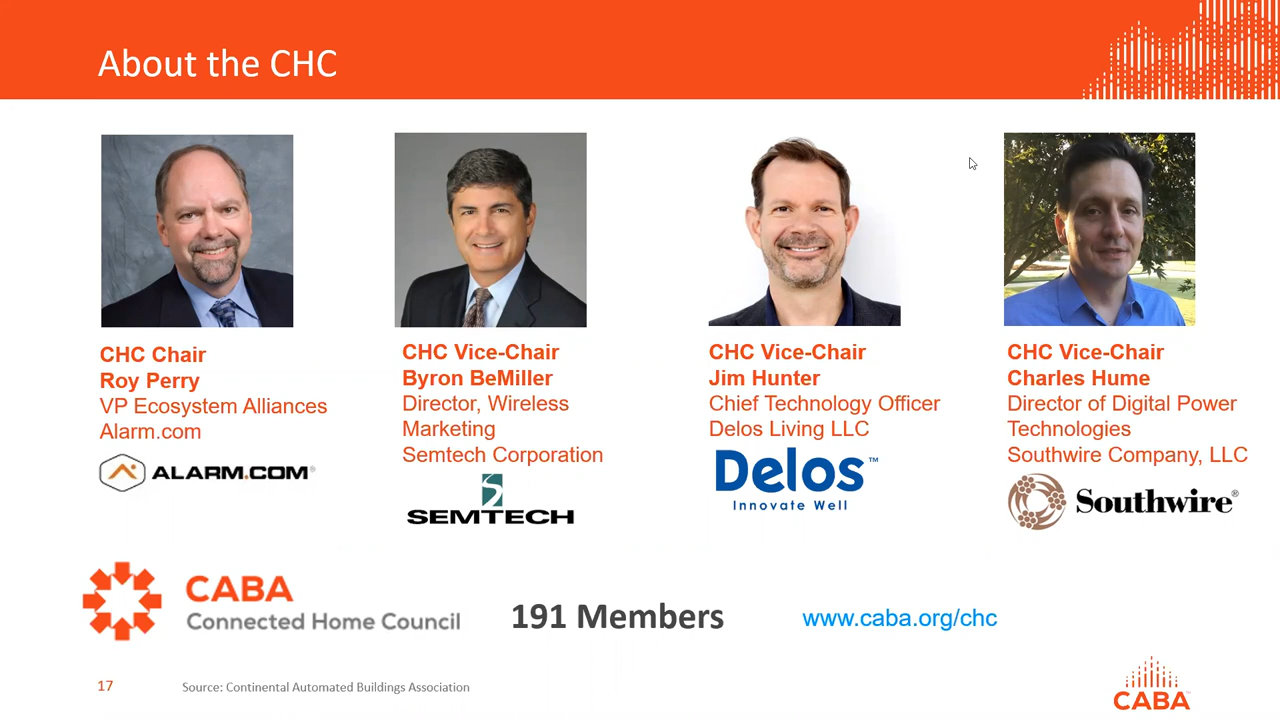 About the CHC
CHC Chair
Roy Perry
VP Ecosystem Alliances
Alarm.com
ALARM.COM®
CHC Vice-Chair
Byron BeMiller
Director, Wireless
Marketing
Semtech Corporation
SEMTECH
CHC Vice-Chair
Jim Hunter
Chief Technology Officer
Delos Living LLC
Delos™
Innovate Well
CHC Vice-Chair
Charles Hume
Director of Digital Power
Technologies
Southwire Company, LLC
Southwire®
CABA
Connected Home Council
191 Members
www.caba.org/chc
17
Source: Continental Automated Buildings Association
CABA